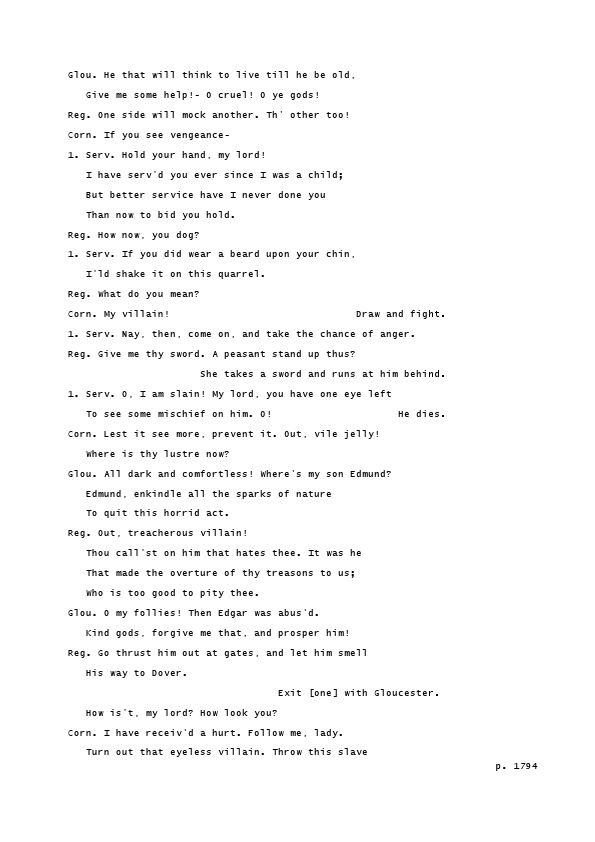 Glou. He that will think to live till he be old,
Give me some help!- O cruel! O ye gods!
Reg. One side will mock another. Th' other too!
Corn. If you see vengeance-
1. Serv. Hold your hand, my lord!
I have serv'd you ever since I was a child;
But better service have I never done you
Than now to bid you hold.
Reg. How now, you dog?
1. Serv. If you did wear a beard upon your chin,
I'ld shake it on this quarrel.
Reg. What do you mean?
Corn. My villain! Draw and fight.
1. Serv. Nay, then, come on, and take the chance of anger.
Reg. Give me thy sword. A peasant stand up thus?
She takes a sword and runs at him behind.
1. Serv. O, I am slain! My lord, you have one eye left
To see some mischief on him. O! He dies.
Corn. Lest it see more, prevent it. Out, vile jelly!
Where is thy lustre now?
Glou. All dark and comfortless! Where's my son Edmund?
Edmund, enkindle all the sparks of nature
To quit this horrid act.
Reg. Out, treacherous villain!
Thou call'st on him that hates thee. It was he
That made the overture of thy treasons to us;
Who is too good to pity thee.
Glou. O my follies! Then Edgar was abus'd.
Kind gods, forgive me that, and prosper him!
Reg. Go thrust him out at gates, and let him smell
His way to Dover.
Exit [one] with Gloucester.
How is't, my lord? How look you?
Corn. I have receiv'd a hurt. Follow me, lady.
Turn out that eyeless villain. Throw this slave
p. 1794